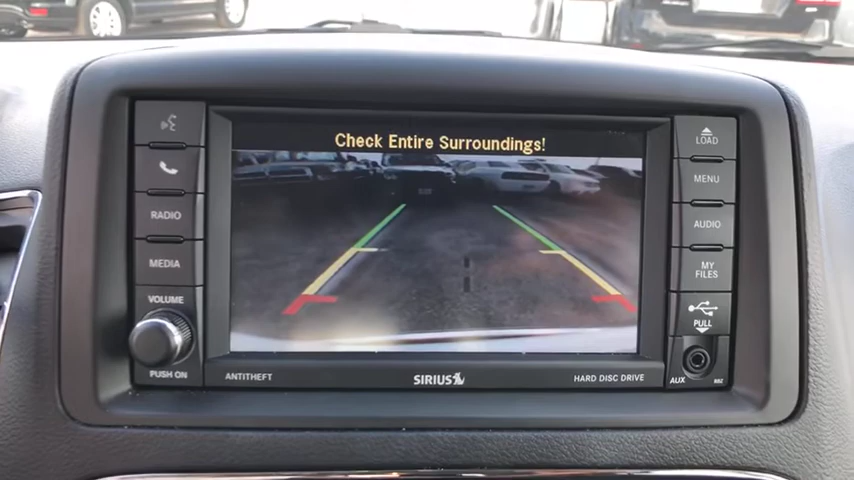 Check Entire Surroundings!
RADIO
MEDIA
VOLUME
PUSH ON
LOAD
MENU
AUDIO
MY
FILES
PULL
AUX
RBZ
ANTITHEFT
SIRIUS
HARD DISC DRIVE